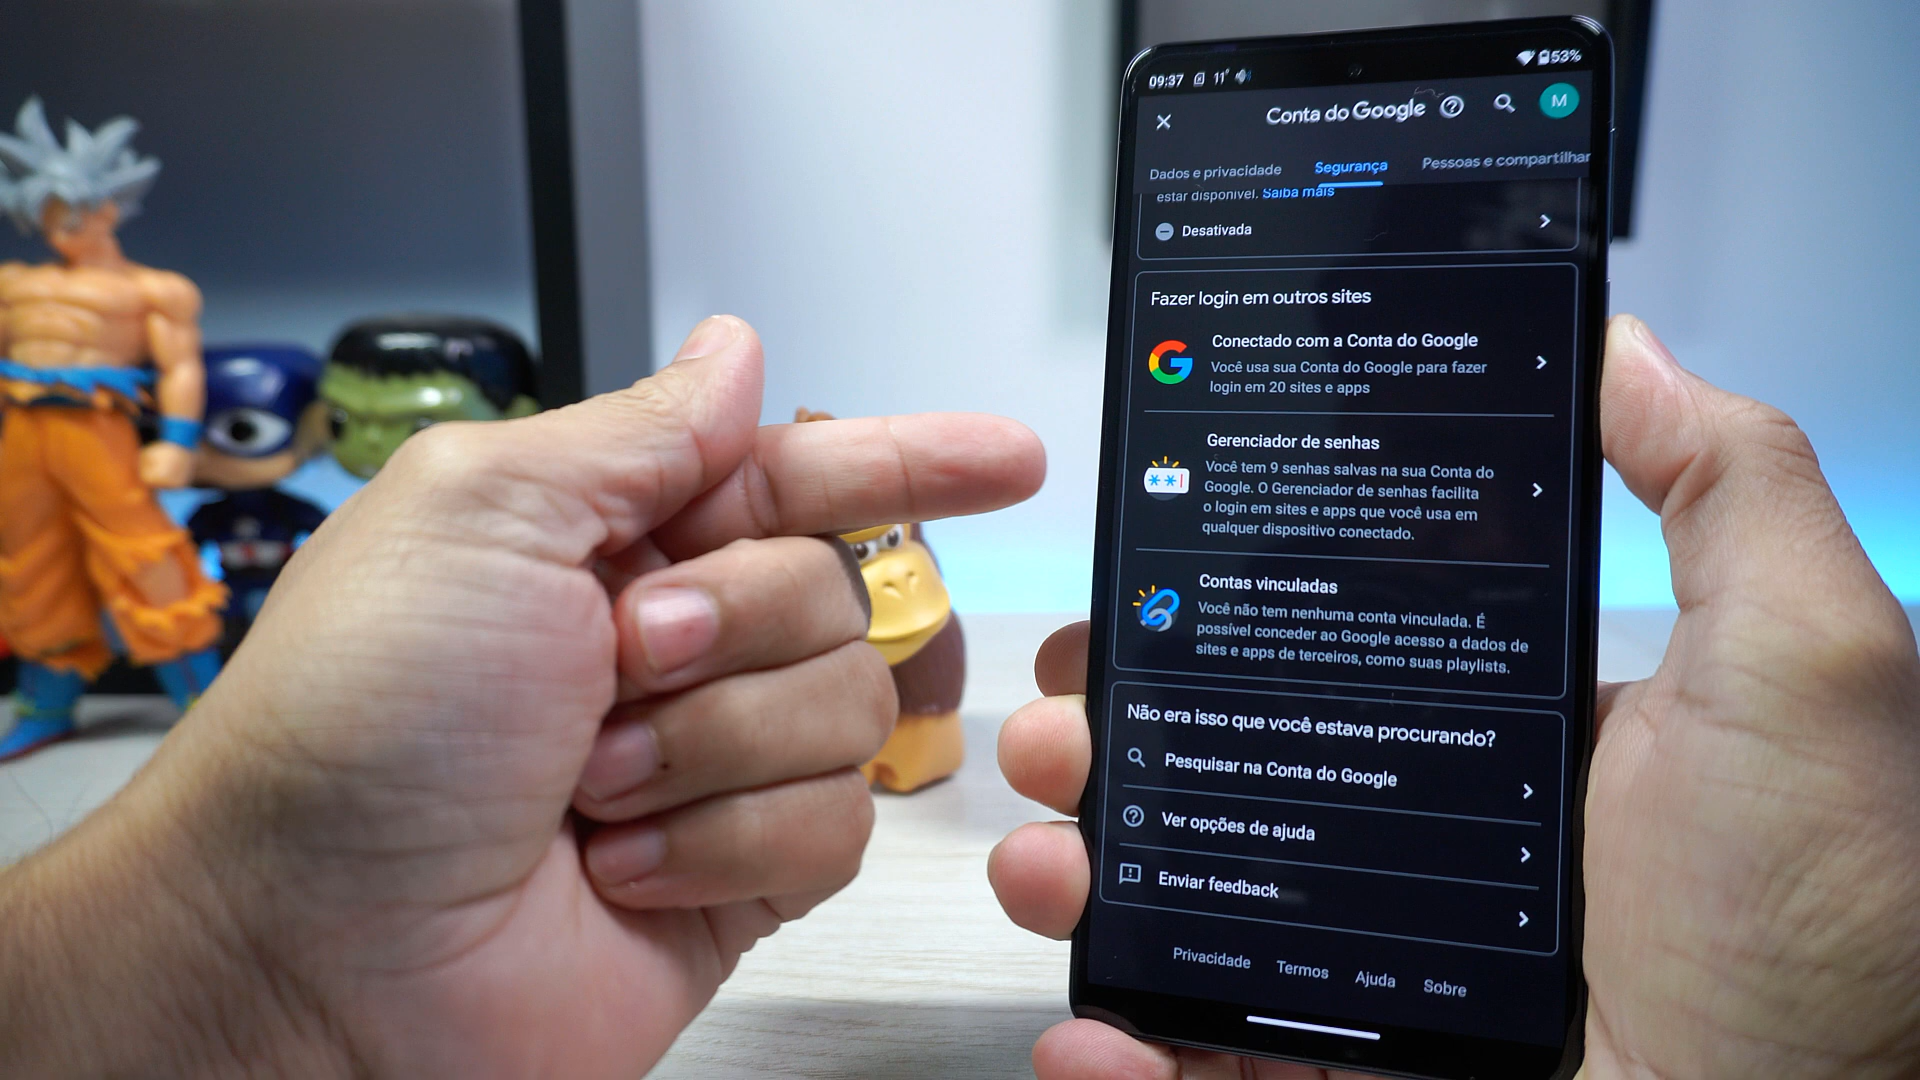 09:37 11° 53%
Conta do Google
M
Dados e privacidade Segurança Pessoas e compartilhar
estar disponível. Saiba mais
Desativada
Fazer login em outros sites
Conectado com a Conta do Google
Você usa sua Conta do Google para fazer
login em 20 sites e apps
Gerenciador de senhas
Você tem 9 senhas salvas na sua Conta do
Google. O Gerenciador de senhas facilita
o login em sites e apps que você usa em
qualquer dispositivo conectado.
Contas vinculadas
Você não tem nenhuma conta vinculada. É
possível conceder ao Google acesso a dados de
sites e apps de terceiros, como suas playlists.
Não era isso que você estava procurando?
Pesquisar na Conta do Google
Ver opções de ajuda
Enviar feedback
Privacidade Termos Ajuda Sobre